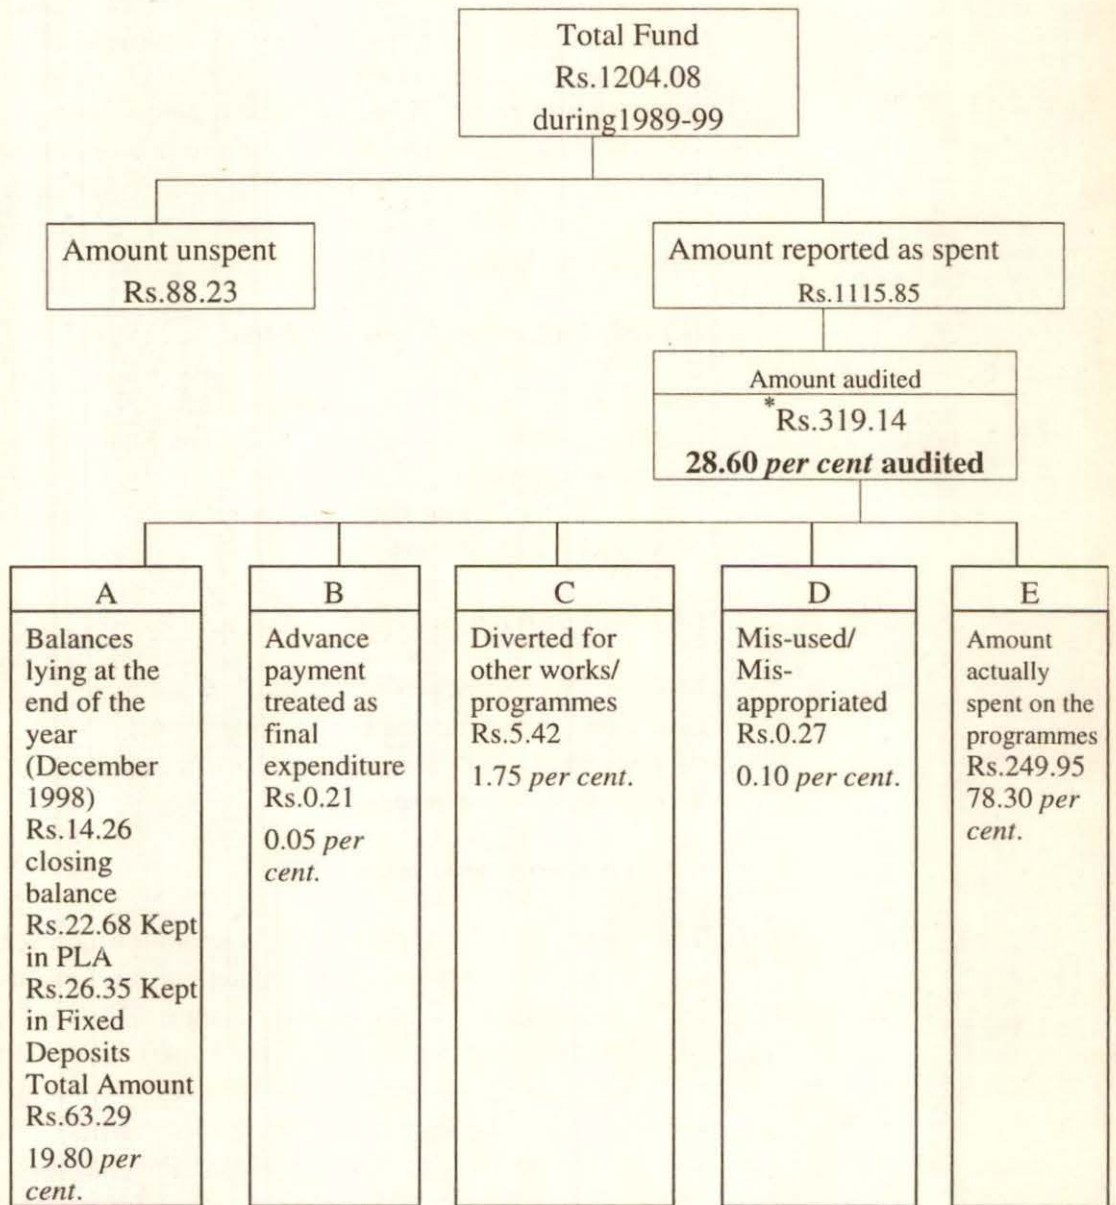 Total Fund
Rs.1204.08
during1989-99
Amount unspent
Rs.88.23
Amount reported as spent
Rs.1115.85
Amount audited
*Rs.319.14
28.60 per cent audited
A
Balances
lying at the
end of the
year
(December
1998)
Rs.14.26
closing
balance
Rs.22.68 Kept
in PLA
Rs.26.35 Kept
in Fixed
Deposits
Total Amount
Rs.63.29
19.80 per
cent.
B
Advance
payment
treated as
final
expenditure
Rs.0.21
0.05 per
cent.
C
Diverted for
other works/
programmes
Rs.5.42
1.75 per cent.
D
Mis-used/
Mis-
appropriated
Rs.0.27
0.10 per cent.
E
Amount
actually
spent on the
programmes
Rs.249.95
78.30 per
cent.